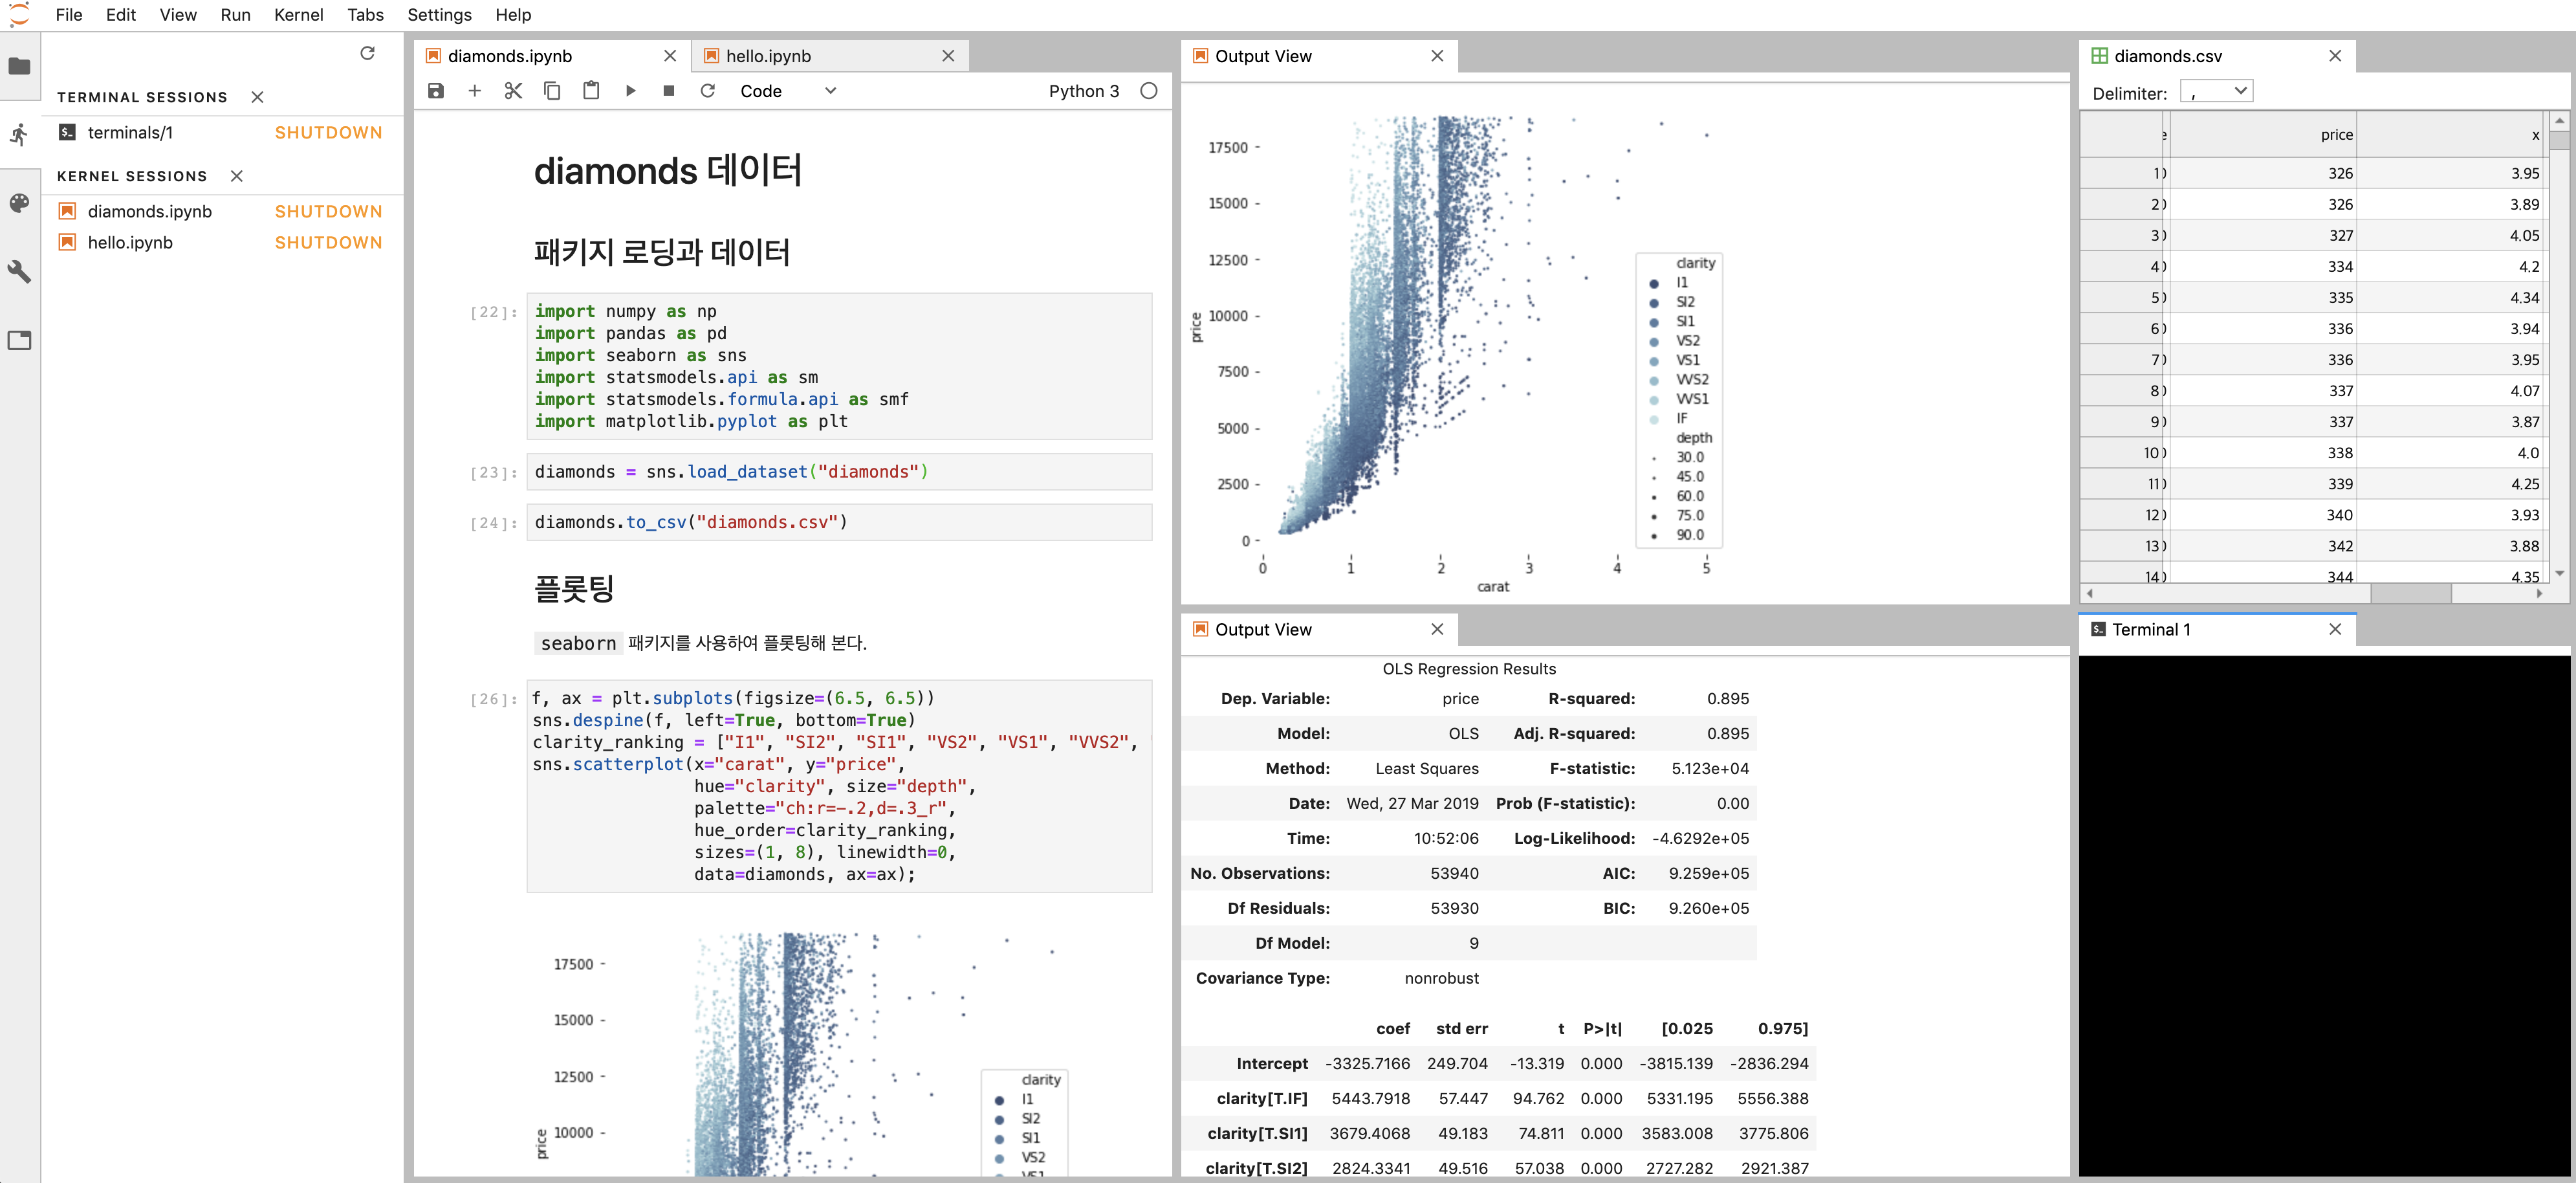 File Edit View Run Kernel Tabs Settings Help
TERMINAL SESSIONS
terminals/1 SHUTDOWN
KERNEL SESSIONS
diamonds.ipynb SHUTDOWN
hello.ipynb SHUTDOWN
diamonds.ipynb hello.ipynb
Code Python 3
diamonds 데이터
패키지 로딩과 데이터
[22]:
import numpy as np
import pandas as pd
import seaborn as sns
import statsmodels.api as sm
import statsmodels.formula.api as smf
import matplotlib.pyplot as plt
[23]: diamonds = sns.load_dataset("diamonds")
[24]: diamonds.to_csv("diamonds.csv")
플롯팅
seaborn 패키지를 사용하여 플롯팅해 본다.
[26]:
f, ax = plt.subplots(figsize=(6.5, 6.5))
sns.despine(f, left=True, bottom=True)
clarity_ranking = ["I1", "SI2", "SI1", "VS2", "VS1", "VVS2",
sns.scatterplot(x="carat", y="price",
hue="clarity", size="depth",
palette="ch:r=-.2,d=.3_r",
hue_order=clarity_ranking,
sizes=(1, 8), linewidth=0,
data=diamonds, ax=ax);
17500
15000
12500
10000
price
clarity
I1
SI2
SI1
VS2
VS1
Output View
17500
15000
12500
10000
7500
5000
2500
0
price
0 1 2 3 4 5
carat
clarity
I1
SI2
SI1
VS2
VS1
VVS2
VVS1
IF
depth
30.0
45.0
60.0
75.0
90.0
Output View
OLS Regression Results
Dep. Variable: price R-squared: 0.895
Model: OLS Adj. R-squared: 0.895
Method: Least Squares F-statistic: 5.123e+04
Date: Wed, 27 Mar 2019 Prob (F-statistic): 0.00
Time: 10:52:06 Log-Likelihood: -4.6292e+05
No. Observations: 53940 AIC: 9.259e+05
Df Residuals: 53930 BIC: 9.260e+05
Df Model: 9
Covariance Type: nonrobust
coef std err t P>|t| [0.025 0.975]
Intercept -3325.7166 249.704 -13.319 0.000 -3815.139 -2836.294
clarity[T.IF] 5443.7918 57.447 94.762 0.000 5331.195 5556.388
clarity[T.SI1] 3679.4068 49.183 74.811 0.000 3583.008 3775.806
clarity[T.SI2] 2824.3341 49.516 57.038 0.000 2727.282 2921.387
diamonds.csv
Delimiter: ,
price x
1 326 3.95
2 326 3.89
3 327 4.05
4 334 4.2
5 335 4.34
6 336 3.94
7 336 3.95
8 337 4.07
9 337 3.87
10 338 4.0
11 339 4.25
12 340 3.93
13 342 3.88
14 344 4.35
Terminal 1